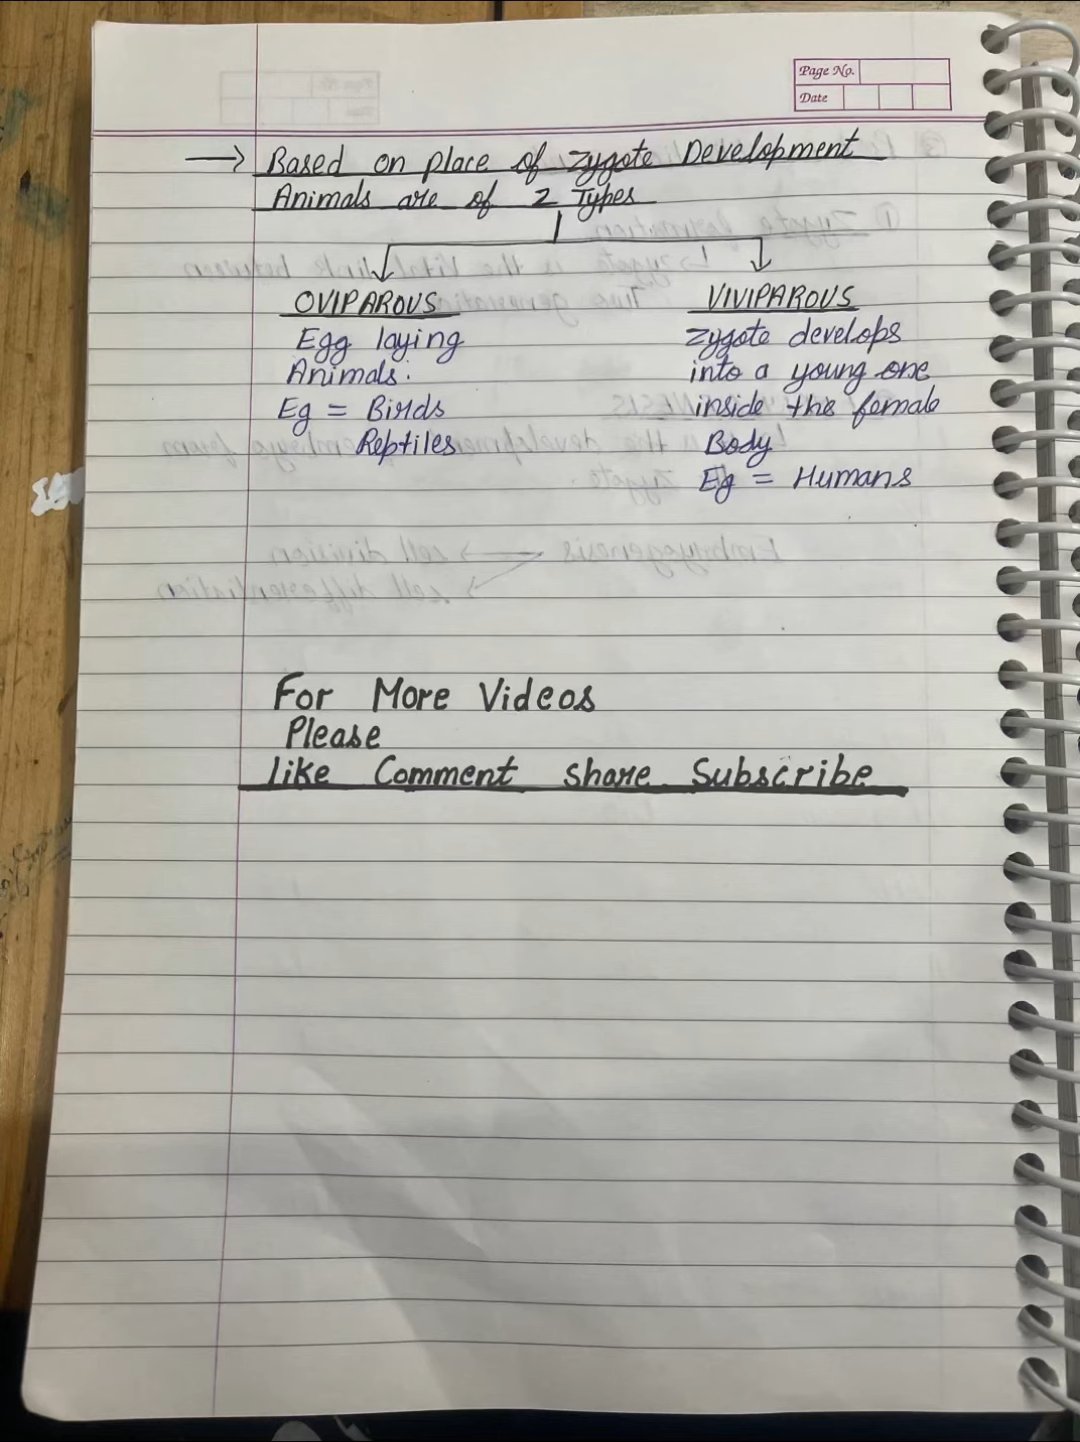 Page No.
Date
→ Based on place of zygote Development
Animals are of 2 Types
OVIPAROUS
Egg laying
Animals.
Eg = Birds
Reptiles
VIVIPAROUS
zygote develops
into a young one
inside the female
Body
Eg = Humans
For More Videos
Please
like Comment share Subscribe